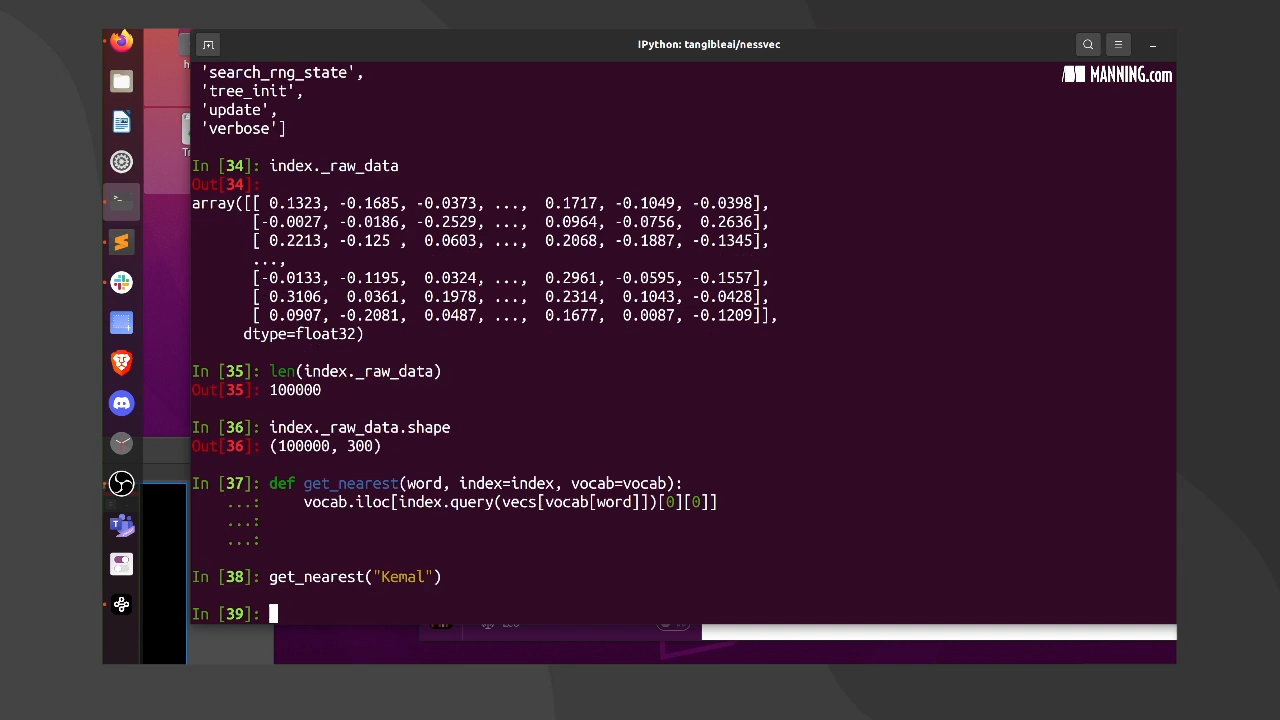 IPython: tangibleai/nessvec
MANNING.com
'search_rng_state',
'tree_init',
'update',
'verbose']
In [34]: index._raw_data
Out[34]:
array([[ 0.1323, -0.1685, -0.0373, ..., 0.1717, -0.1049, -0.0398],
[-0.0027, -0.0186, -0.2529, ..., 0.0964, -0.0756, 0.2636],
[ 0.2213, -0.125 , 0.0603, ..., 0.2068, -0.1887, -0.1345],
...,
[-0.0133, -0.1195, 0.0324, ..., 0.2961, -0.0595, -0.1557],
[ 0.3106, 0.0361, 0.1978, ..., 0.2314, 0.1043, -0.0428],
[ 0.0907, -0.2081, 0.0487, ..., 0.1677, 0.0087, -0.1209]],
dtype=float32)
In [35]: len(index._raw_data)
Out[35]: 100000
In [36]: index._raw_data.shape
Out[36]: (100000, 300)
In [37]: def get_nearest(word, index=index, vocab=vocab):
...: vocab.iloc[index.query(vecs[vocab[word]])[0][0]]
...:
...:
In [38]: get_nearest("Kemal")
In [39]: